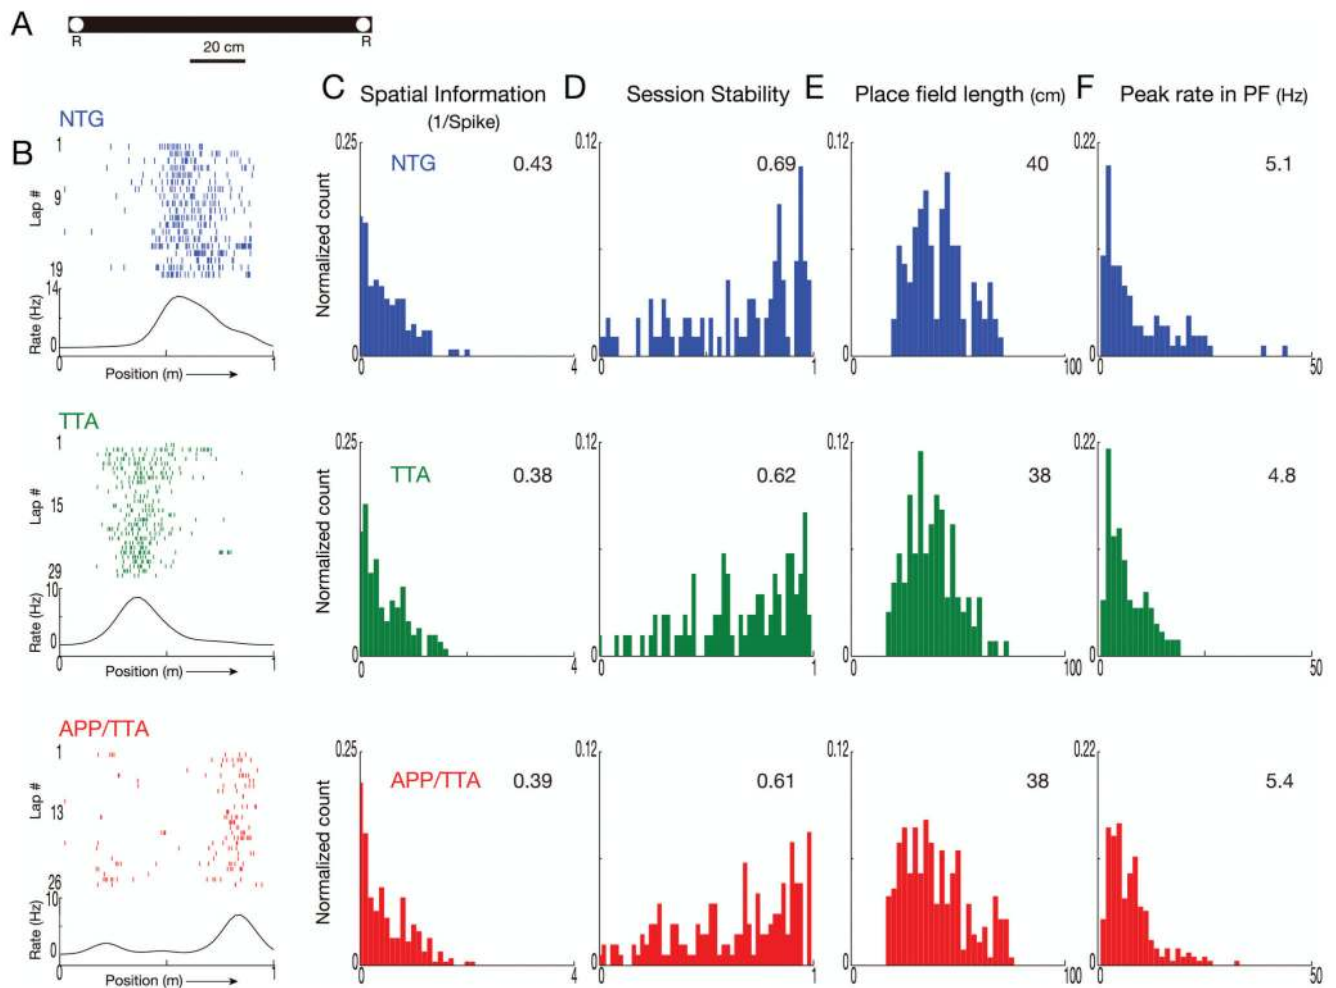 A
R
R
20 cm
C
Spatial Information
(1/Spike)
D
Session Stability
E
Place field length (cm)
F
Peak rate in PF (Hz)
B
NTG
1
9
19
Lap #
14
0
Rate (Hz)
0
1
Position (m)
0.25
0
Normalized count
NTG
0.43
0
4
0.12
0
0.69
0
1
0.12
0
40
0
100
0.22
0
5.1
0
50
TTA
1
15
29
Lap #
10
0
Rate (Hz)
0
1
Position (m)
0.25
0
Normalized count
TTA
0.38
0
4
0.12
0
0.62
0
1
0.12
0
38
0
100
0.22
0
4.8
0
50
APP/TTA
1
13
26
Lap #
10
0
Rate (Hz)
0
1
Position (m)
0.25
0
Normalized count
APP/TTA
0.39
0
4
0.12
0
0.61
0
1
0.12
0
38
0
100
0.22
0
5.4
0
50